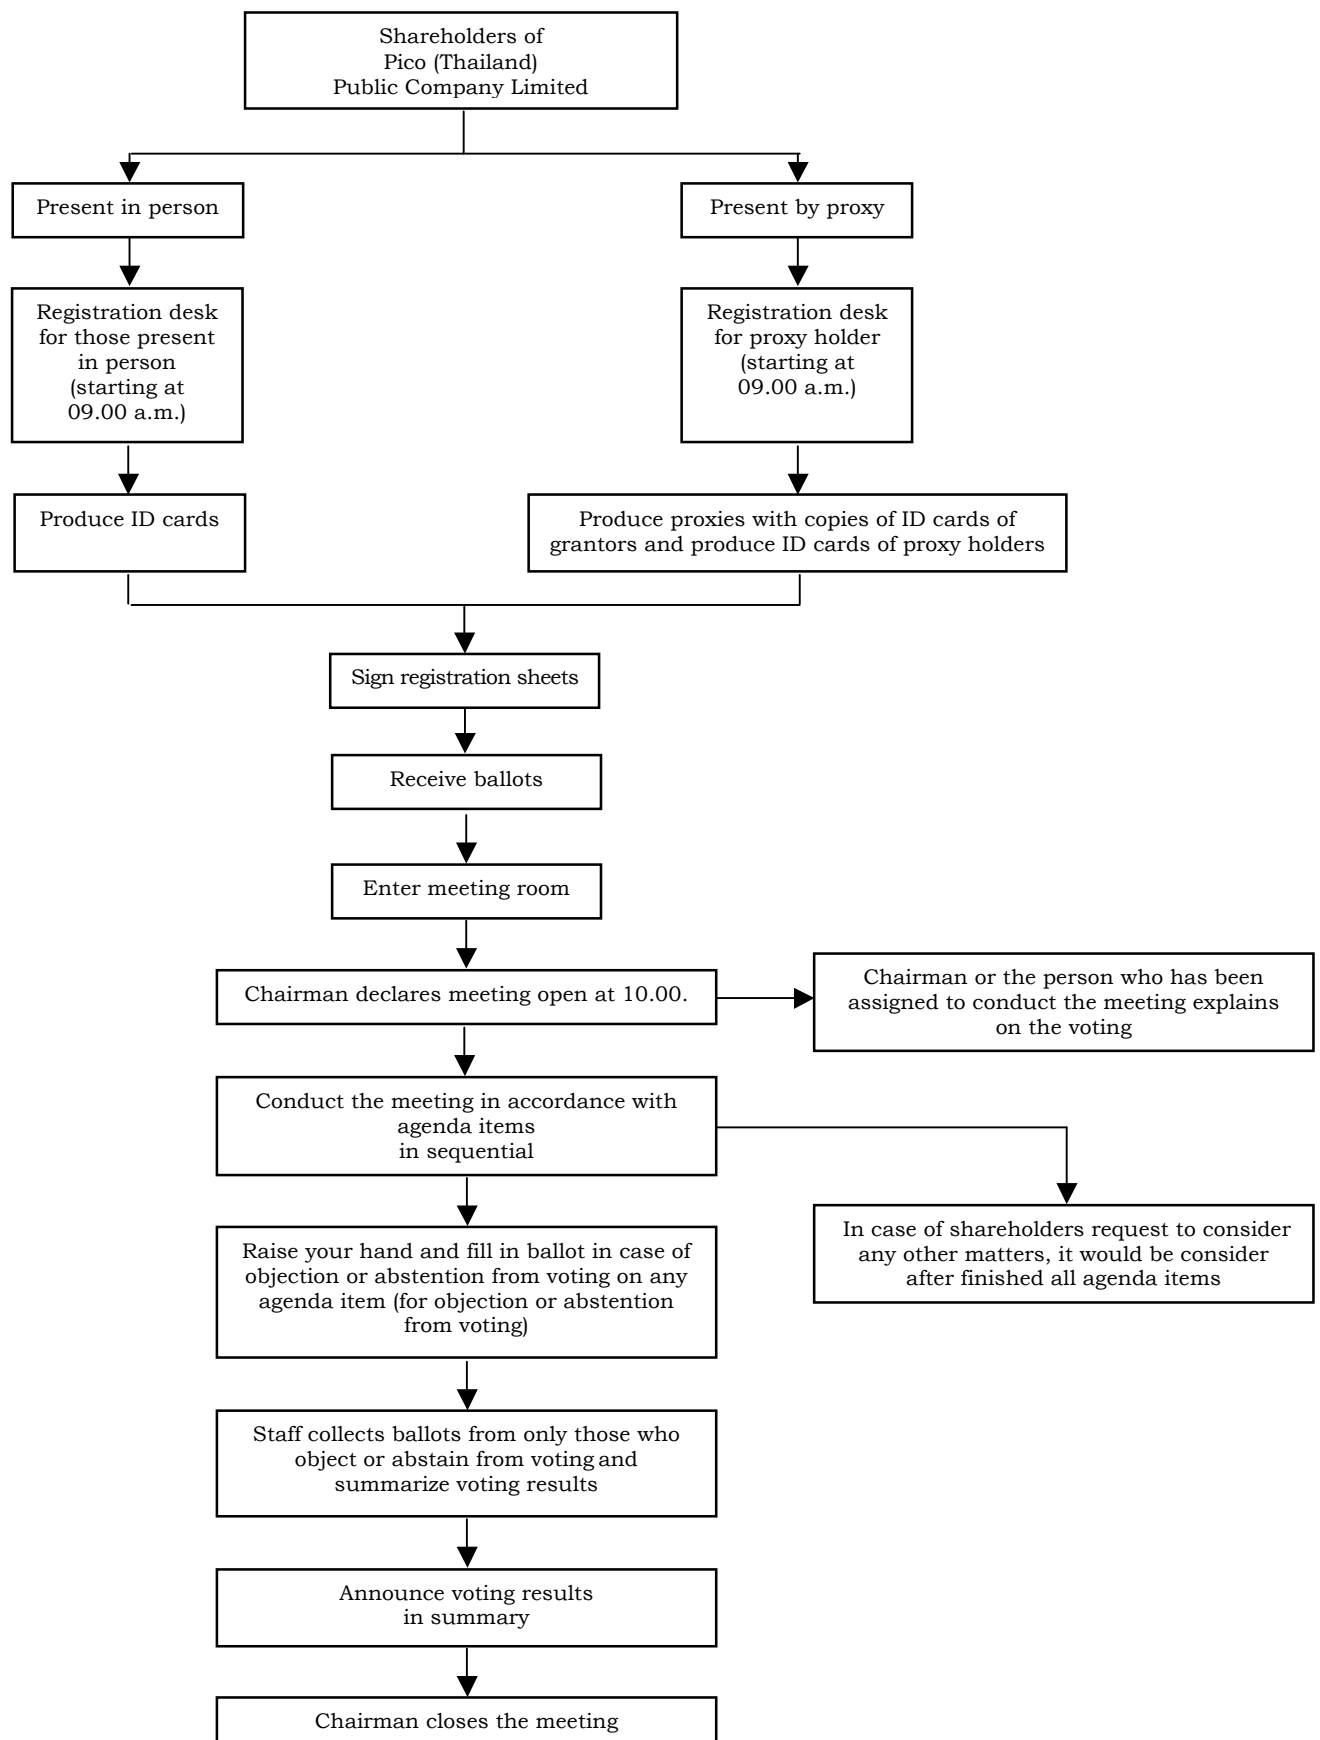 Shareholders of
Pico (Thailand)
Public Company Limited
Present in person
Present by proxy
Registration desk
for those present
in person
(starting at
09.00 a.m.)
Registration desk
for proxy holder
(starting at
09.00 a.m.)
Produce ID cards
Produce proxies with copies of ID cards of
grantors and produce ID cards of proxy holders
Sign registration sheets
Receive ballots
Enter meeting room
Chairman declares meeting open at 10.00.
Chairman or the person who has been
assigned to conduct the meeting explains
on the voting
Conduct the meeting in accordance with
agenda items
in sequential
In case of shareholders request to consider
any other matters, it would be consider
after finished all agenda items
Raise your hand and fill in ballot in case of
objection or abstention from voting on any
agenda item (for objection or abstention
from voting)
Staff collects ballots from only those who
object or abstain from voting and
summarize voting results
Announce voting results
in summary
Chairman closes the meeting